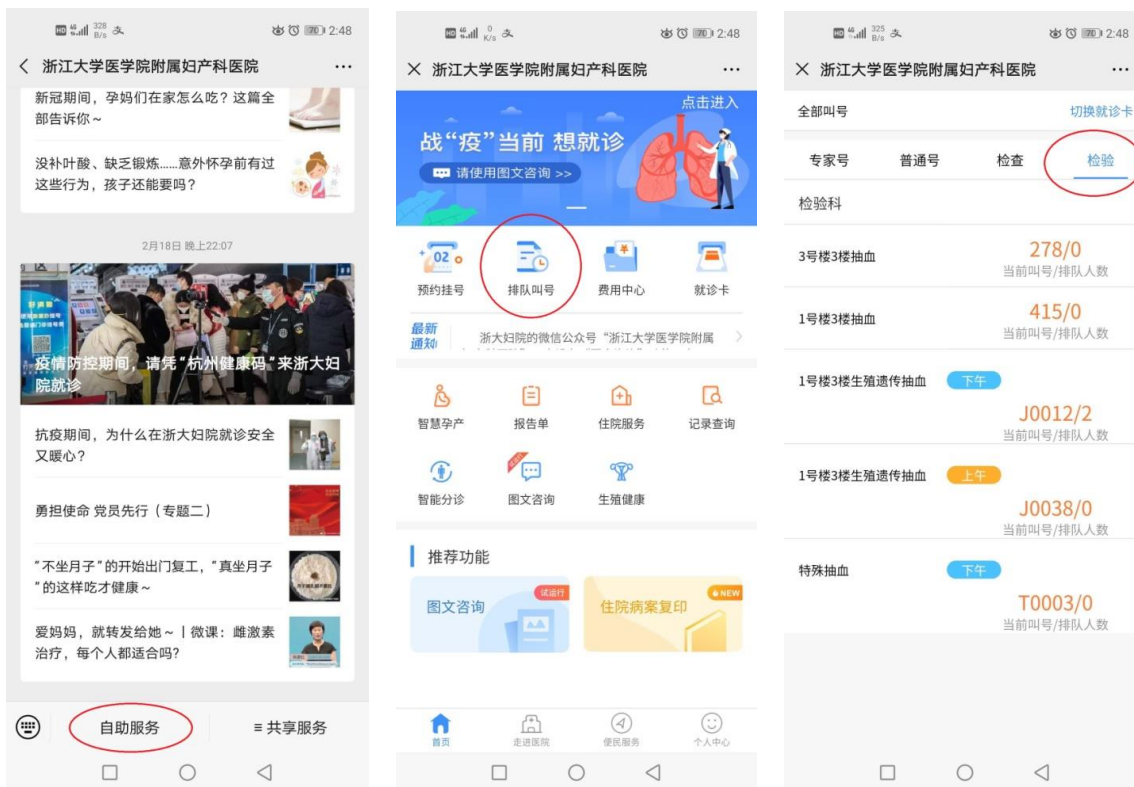 HD 46 328 B/s 支 70 2:48
浙江大学医学院附属妇产科医院 ...
新冠期间，孕妈们在家怎么吃？这篇全
部告诉你～
没补叶酸、缺乏锻炼......意外怀孕前有过
这些行为，孩子还能要吗？
2月18日 晚上22:07
疫情防控期间，请凭“杭州健康码”来浙大妇
院就诊
抗疫期间，为什么在浙大妇院就诊安全
又暖心？
勇担使命 党员先行（专题二）
“不坐月子”的开始出门复工，“真坐月子
”的这样吃才健康～
爱妈妈，就转发给她～丨微课：雌激素
治疗，每个人都适合吗？
自助服务
≡ 共享服务
HD 46 0 K/s 支 70 2:48
浙江大学医学院附属妇产科医院 ...
点击进入
战“疫”当前 想就诊
请使用图文咨询 >>
02
预约挂号 排队叫号 费用中心 就诊卡
最新
通知
浙大妇院的微信公众号“浙江大学医学院附属
智慧孕产 报告单 住院服务 记录查询
智能分诊 图文咨询 生殖健康
推荐功能
试运行 NEW
图文咨询 住院病案复印
首页 走进医院 便民服务 个人中心
HD 46 325 B/s 支 70 2:48
浙江大学医学院附属妇产科医院 ...
全部叫号 切换就诊卡
专家号 普通号 检查 检验
检验科
3号楼3楼抽血 278/0
当前叫号/排队人数
1号楼3楼抽血 415/0
当前叫号/排队人数
1号楼3楼生殖遗传抽血 下午
J0012/2
当前叫号/排队人数
1号楼3楼生殖遗传抽血 上午
J0038/0
当前叫号/排队人数
特殊抽血 下午
T0003/0
当前叫号/排队人数